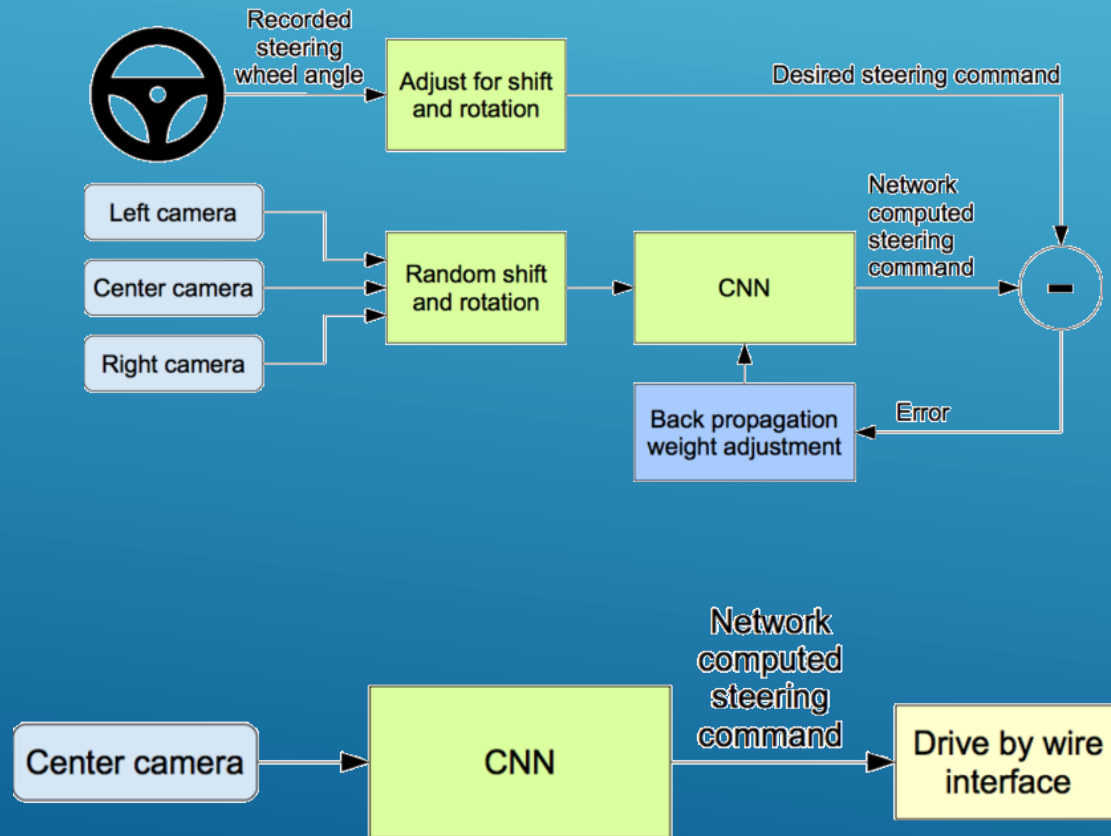 Recorded
steering
wheel angle
Adjust for shift
and rotation
Desired steering command
Left camera
Center camera
Right camera
Random shift
and rotation
CNN
Network
computed
steering
command
-
Back propagation
weight adjustment
Error
Center camera
CNN
Network
computed
steering
command
Drive by wire
interface